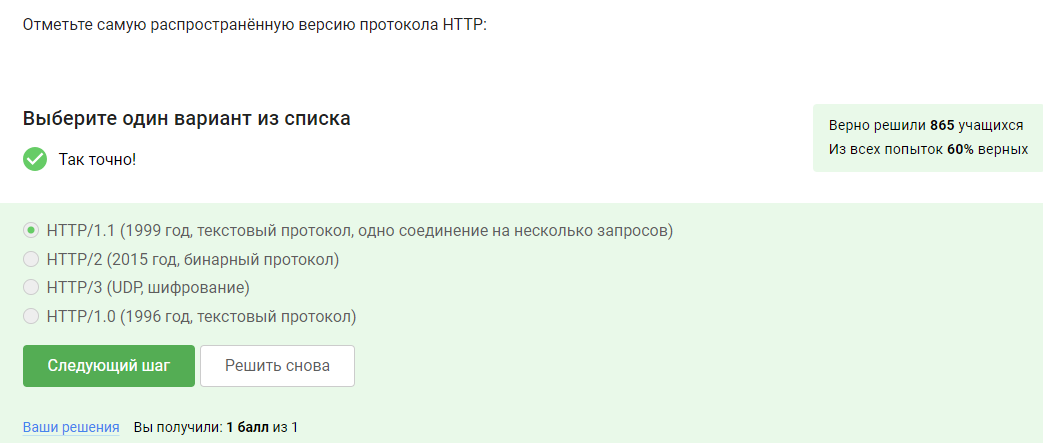 Отметьте самую распространённую версию протокола HTTP:
Выберите один вариант из списка
Так точно!
Верно решили 865 учащихся
Из всех попыток 60% верных
HTTP/1.1 (1999 год, текстовый протокол, одно соединение на несколько запросов)
HTTP/2 (2015 год, бинарный протокол)
HTTP/3 (UDP, шифрование)
HTTP/1.0 (1996 год, текстовый протокол)
Следующий шаг
Решить снова
Ваши решения Вы получили: 1 балл из 1